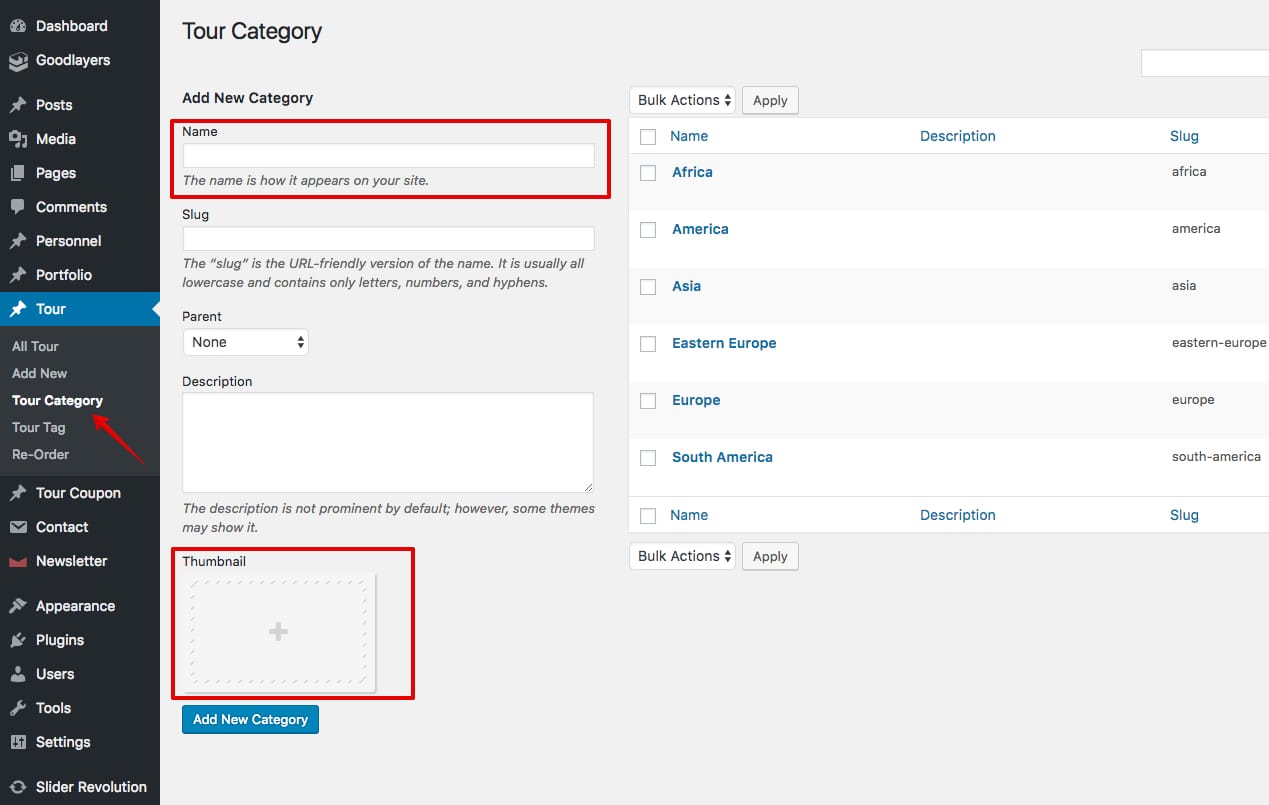 Dashboard
Goodlayers
Posts
Media
Pages
Comments
Personnel
Portfolio
Tour
All Tour
Add New
Tour Category
Tour Tag
Re-Order
Tour Coupon
Contact
Newsletter
Appearance
Plugins
Users
Tools
Settings
Slider Revolution
Tour Category
Add New Category
Name
The name is how it appears on your site.
Slug
The “slug” is the URL-friendly version of the name. It is usually all
lowercase and contains only letters, numbers, and hyphens.
Parent
None
Description
The description is not prominent by default; however, some themes
may show it.
Thumbnail
Add New Category
Bulk Actions Apply
Name Description Slug
Africa africa
America america
Asia asia
Eastern Europe eastern-europe
Europe europe
South America south-america
Name Description Slug
Bulk Actions Apply